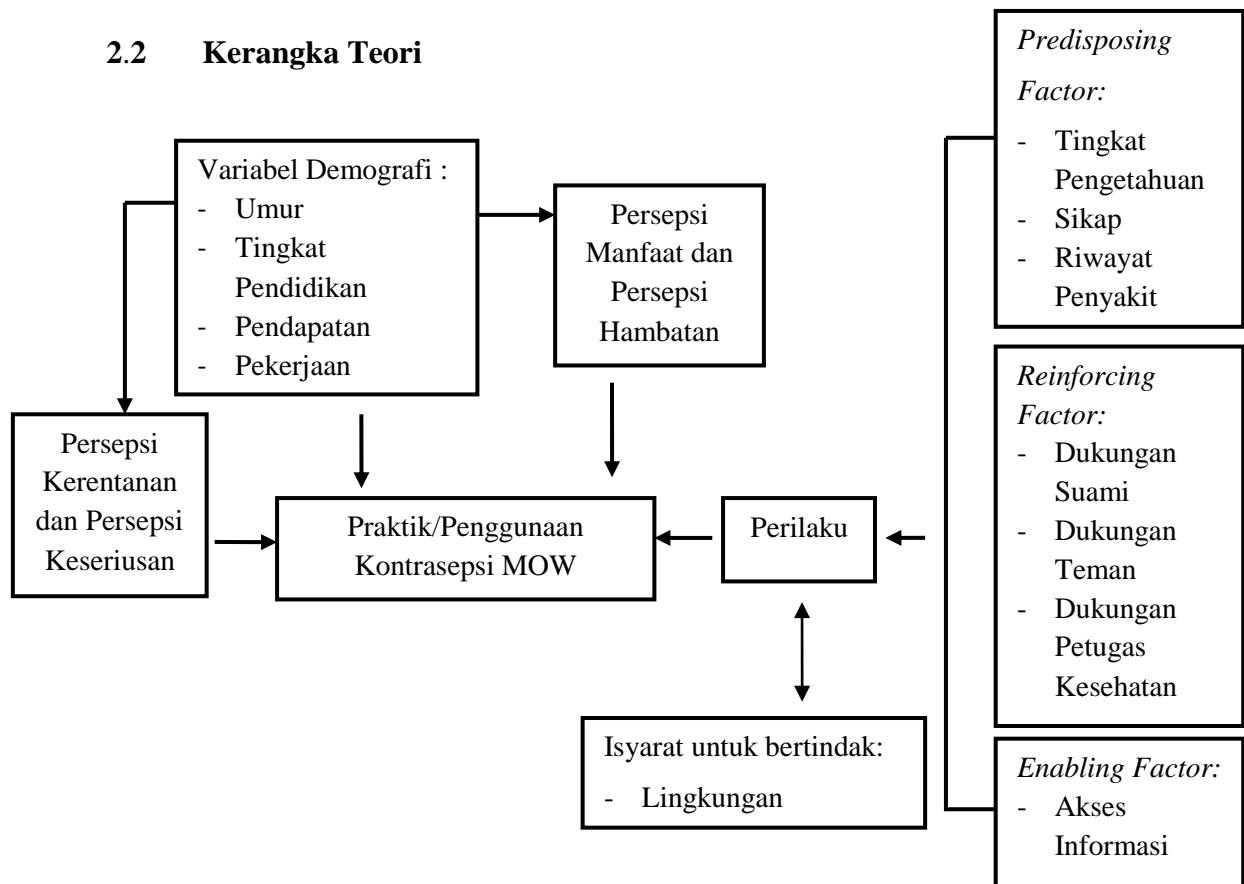 2.2 Kerangka Teori
Variabel Demografi :
- Umur
- Tingkat
Pendidikan
- Pendapatan
- Pekerjaan
Persepsi
Manfaat dan
Persepsi
Hambatan
Persepsi
Kerentanan
dan Persepsi
Keseriusan
Praktik/Penggunaan
Kontrasepsi MOW
Perilaku
Isyarat untuk bertindak:
- Lingkungan
Predisposing
Factor:
- Tingkat
Pengetahuan
- Sikap
- Riwayat
Penyakit
Reinforcing
Factor:
- Dukungan
Suami
- Dukungan
Teman
- Dukungan
Petugas
Kesehatan
Enabling Factor:
- Akses
Informasi